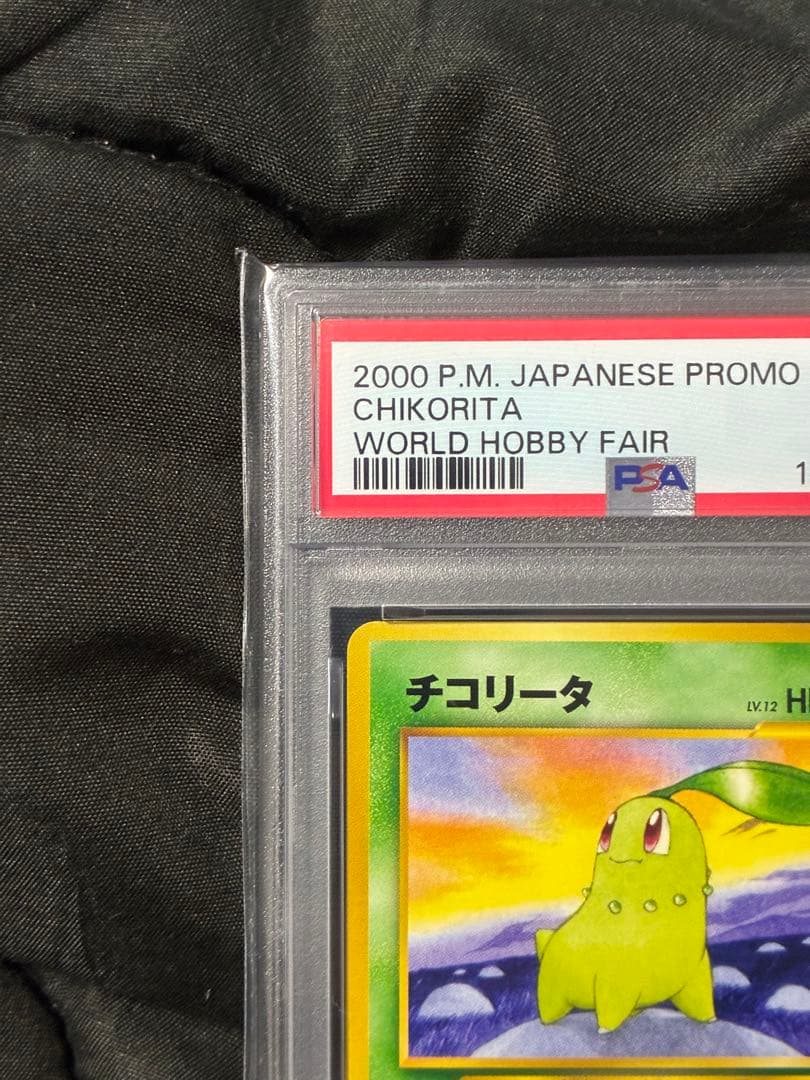 2000 P.M. JAPANESE PROMO
CHIKORITA
WORLD HOBBY FAIR
PSA
チコリータ
LV.12